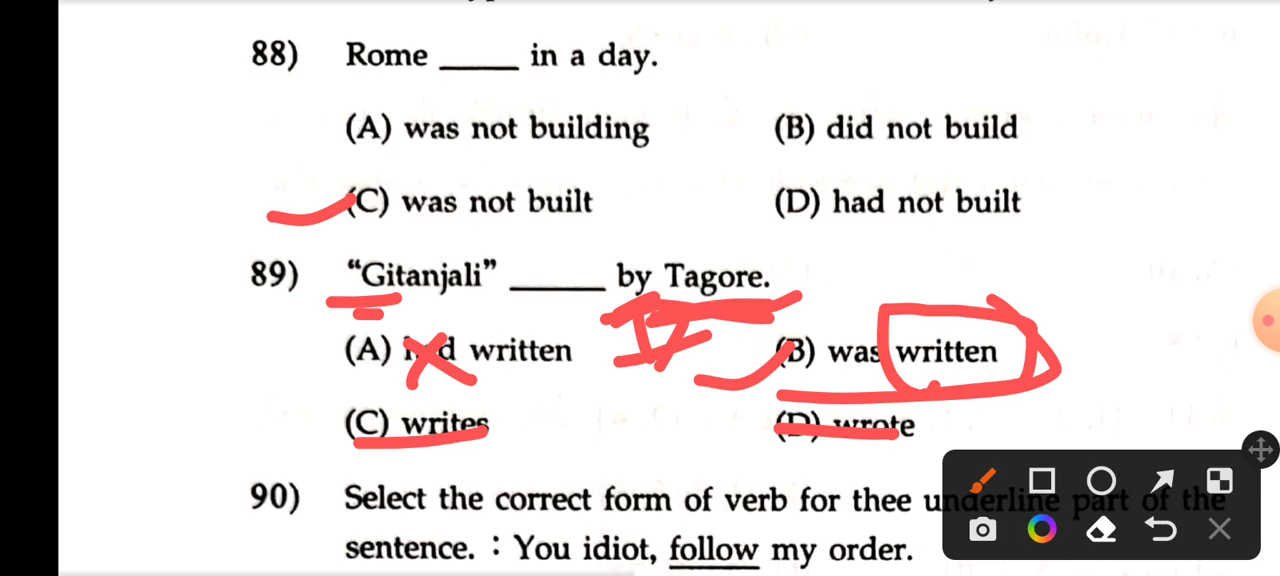 88) Rome ____ in a day.
(A) was not building (B) did not build
(C) was not built (D) had not built
89) “Gitanjali” ____ by Tagore.
(A) written (B) was written
(C) writes (D) wrote
90) Select the correct form of verb for thee underline part of the
sentence. : You idiot, follow my order.